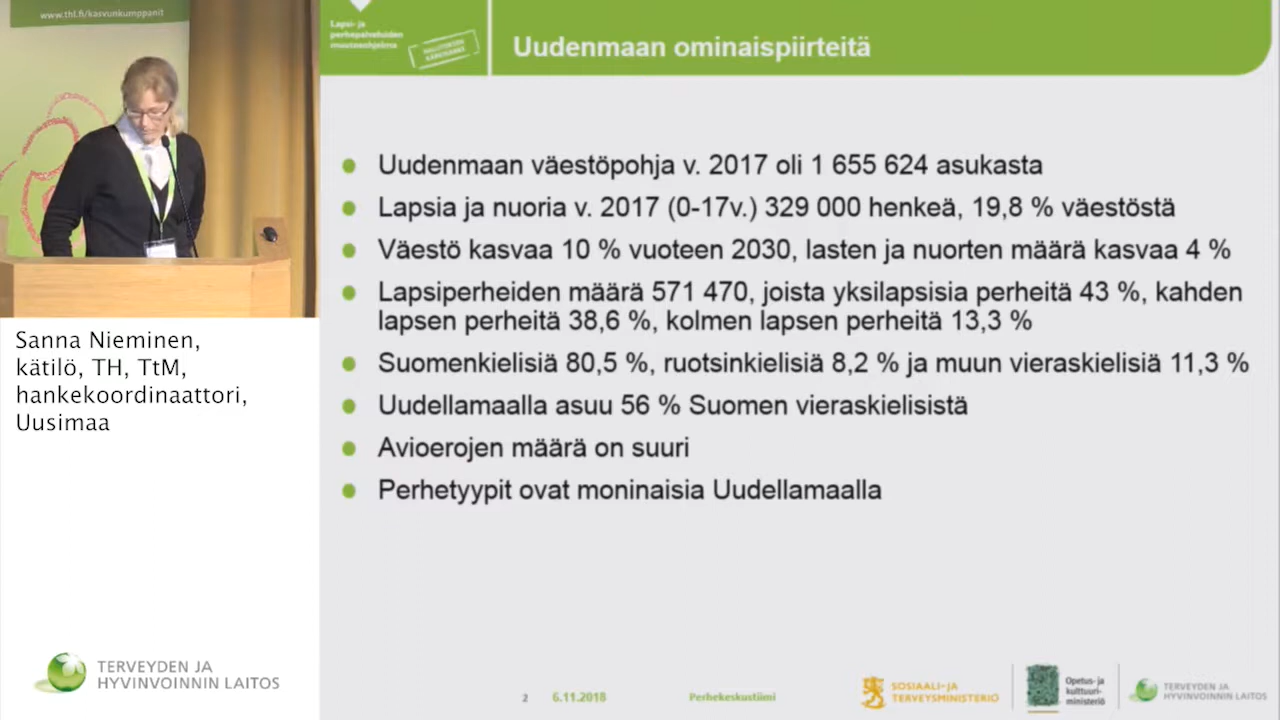 www.thl.fi/kasvunkumppanit
Lapsi- ja
perhepalveluiden
muutosohjelma
HALLITUKSEN
KÄRKIHANKE
Uudenmaan ominaispiirteitä
Uudenmaan väestöpohja v. 2017 oli 1 655 624 asukasta
Lapsia ja nuoria v. 2017 (0-17v.) 329 000 henkeä, 19,8 % väestöstä
Väestö kasvaa 10 % vuoteen 2030, lasten ja nuorten määrä kasvaa 4 %
Lapsiperheiden määrä 571 470, joista yksilapsisia perheitä 43 %, kahden
lapsen perheitä 38,6 %, kolmen lapsen perheitä 13,3 %
Suomenkielisiä 80,5 %, ruotsinkielisiä 8,2 % ja muun vieraskielisiä 11,3 %
Uudellamaalla asuu 56 % Suomen vieraskielisistä
Avioerojen määrä on suuri
Perhetyypit ovat moninaisia Uudellamaalla
Sanna Nieminen,
kätilö, TH, TtM,
hankekoordinaattori,
Uusimaa
TERVEYDEN JA
HYVINVOINNIN LAITOS
2 6.11.2018 Perhekeskustiimi
SOSIAALI- JA
TERVEYSMINISTERIÖ
Opetus- ja
kulttuuri-
ministeriö
TERVEYDEN JA
HYVINVOINNIN LAITOS